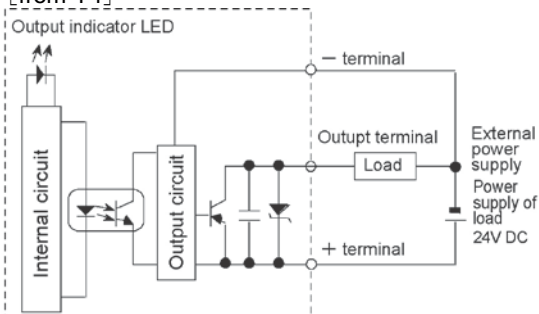 Output indicator LED
− terminal
Outupt terminal
External
power
supply
Load
Power
supply of
load
24V DC
+ terminal
Internal circuit
Output circuit